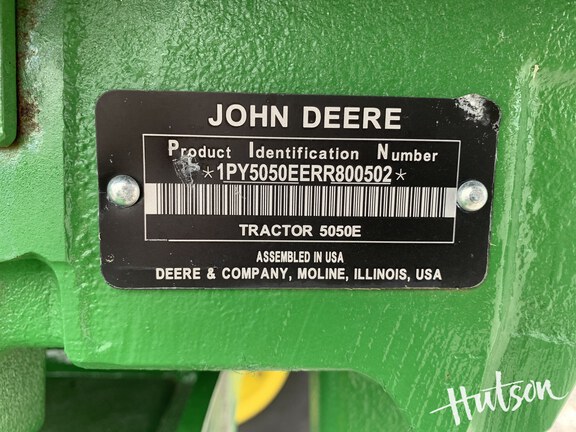 JOHN DEERE
Product Identification Number
*1PY5050EERR800502*
TRACTOR 5050E
ASSEMBLED IN USA
DEERE & COMPANY, MOLINE, ILLINOIS, USA
Hutson